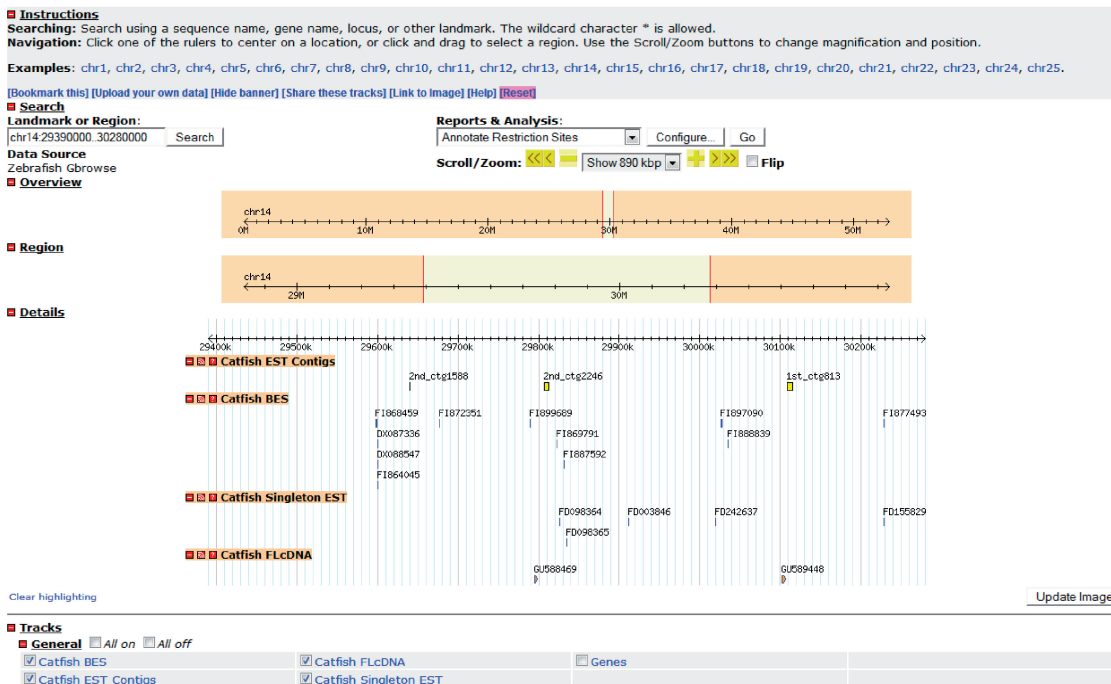 Instructions
Searching: Search using a sequence name, gene name, locus, or other landmark. The wildcard character * is allowed.
Navigation: Click one of the rulers to center on a location, or click and drag to select a region. Use the Scroll/Zoom buttons to change magnification and position.
Examples: chr1, chr2, chr3, chr4, chr5, chr6, chr7, chr8, chr9, chr10, chr11, chr12, chr13, chr14, chr15, chr16, chr17, chr18, chr19, chr20, chr21, chr22, chr23, chr24, chr25.
[Bookmark this] [Upload your own data] [Hide banner] [Share these tracks] [Link to Image] [Help] [Reset]
Search
Landmark or Region: Reports & Analysis:
chr14:29390000..30280000 Search Annotate Restriction Sites Configure... Go
Data Source Scroll/Zoom: << < Show 890 kbp > >> Flip
Zebrafish Gbrowse
Overview
chr14
0M 10M 20M 30M 40M 50M
Region
chr14
29M 30M
Details
29400k 29500k 29600k 29700k 29800k 29900k 30000k 30100k 30200k
Catfish EST Contigs
2nd_ctg1588 2nd_ctg2246 1st_ctg813
Catfish BES
FI868459 FI872351 FI899689 FI897090 FI877493
DX087336 FI869791 FI888839
DX088547 FI887592
FI864045
Catfish Singleton EST
FD098364 FD003846 FD242637 FD155829
FD098365
Catfish FLcDNA
GU588469 GU589448
Clear highlighting Update Image
Tracks
General All on All off
Catfish BES Catfish FLcDNA Genes
Catfish EST Contigs Catfish Singleton EST